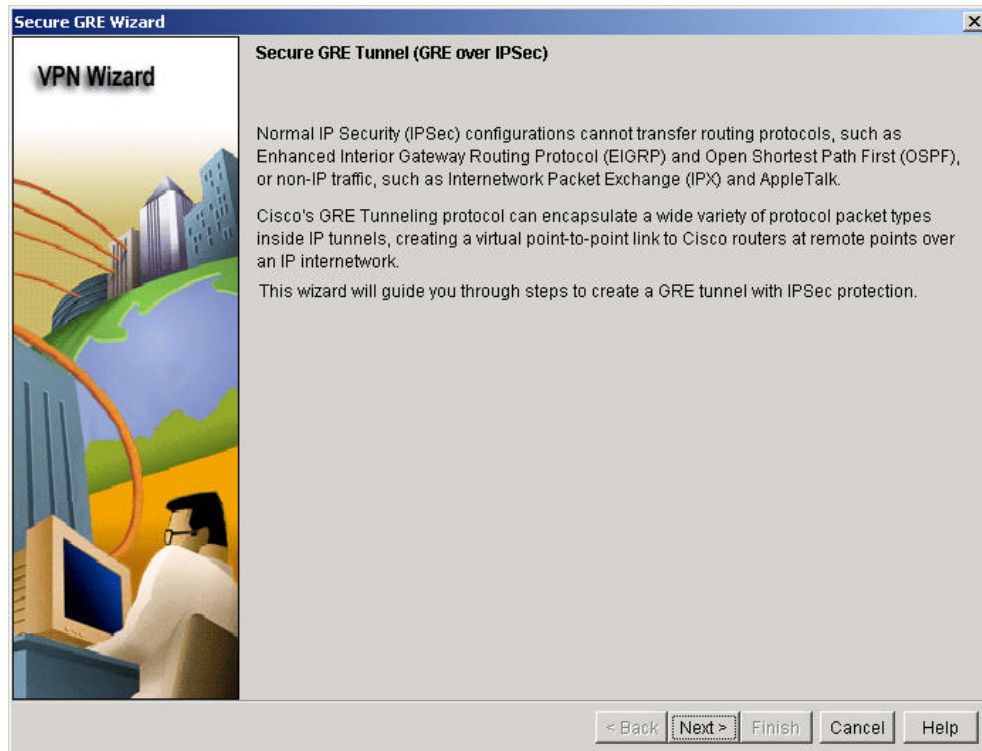 Secure GRE Wizard
VPN Wizard
Secure GRE Tunnel (GRE over IPSec)
Normal IP Security (IPSec) configurations cannot transfer routing protocols, such as
Enhanced Interior Gateway Routing Protocol (EIGRP) and Open Shortest Path First (OSPF),
or non-IP traffic, such as Internetwork Packet Exchange (IPX) and AppleTalk.
Cisco's GRE Tunneling protocol can encapsulate a wide variety of protocol packet types
inside IP tunnels, creating a virtual point-to-point link to Cisco routers at remote points over
an IP internetwork.
This wizard will guide you through steps to create a GRE tunnel with IPSec protection.
< Back Next > Finish Cancel Help